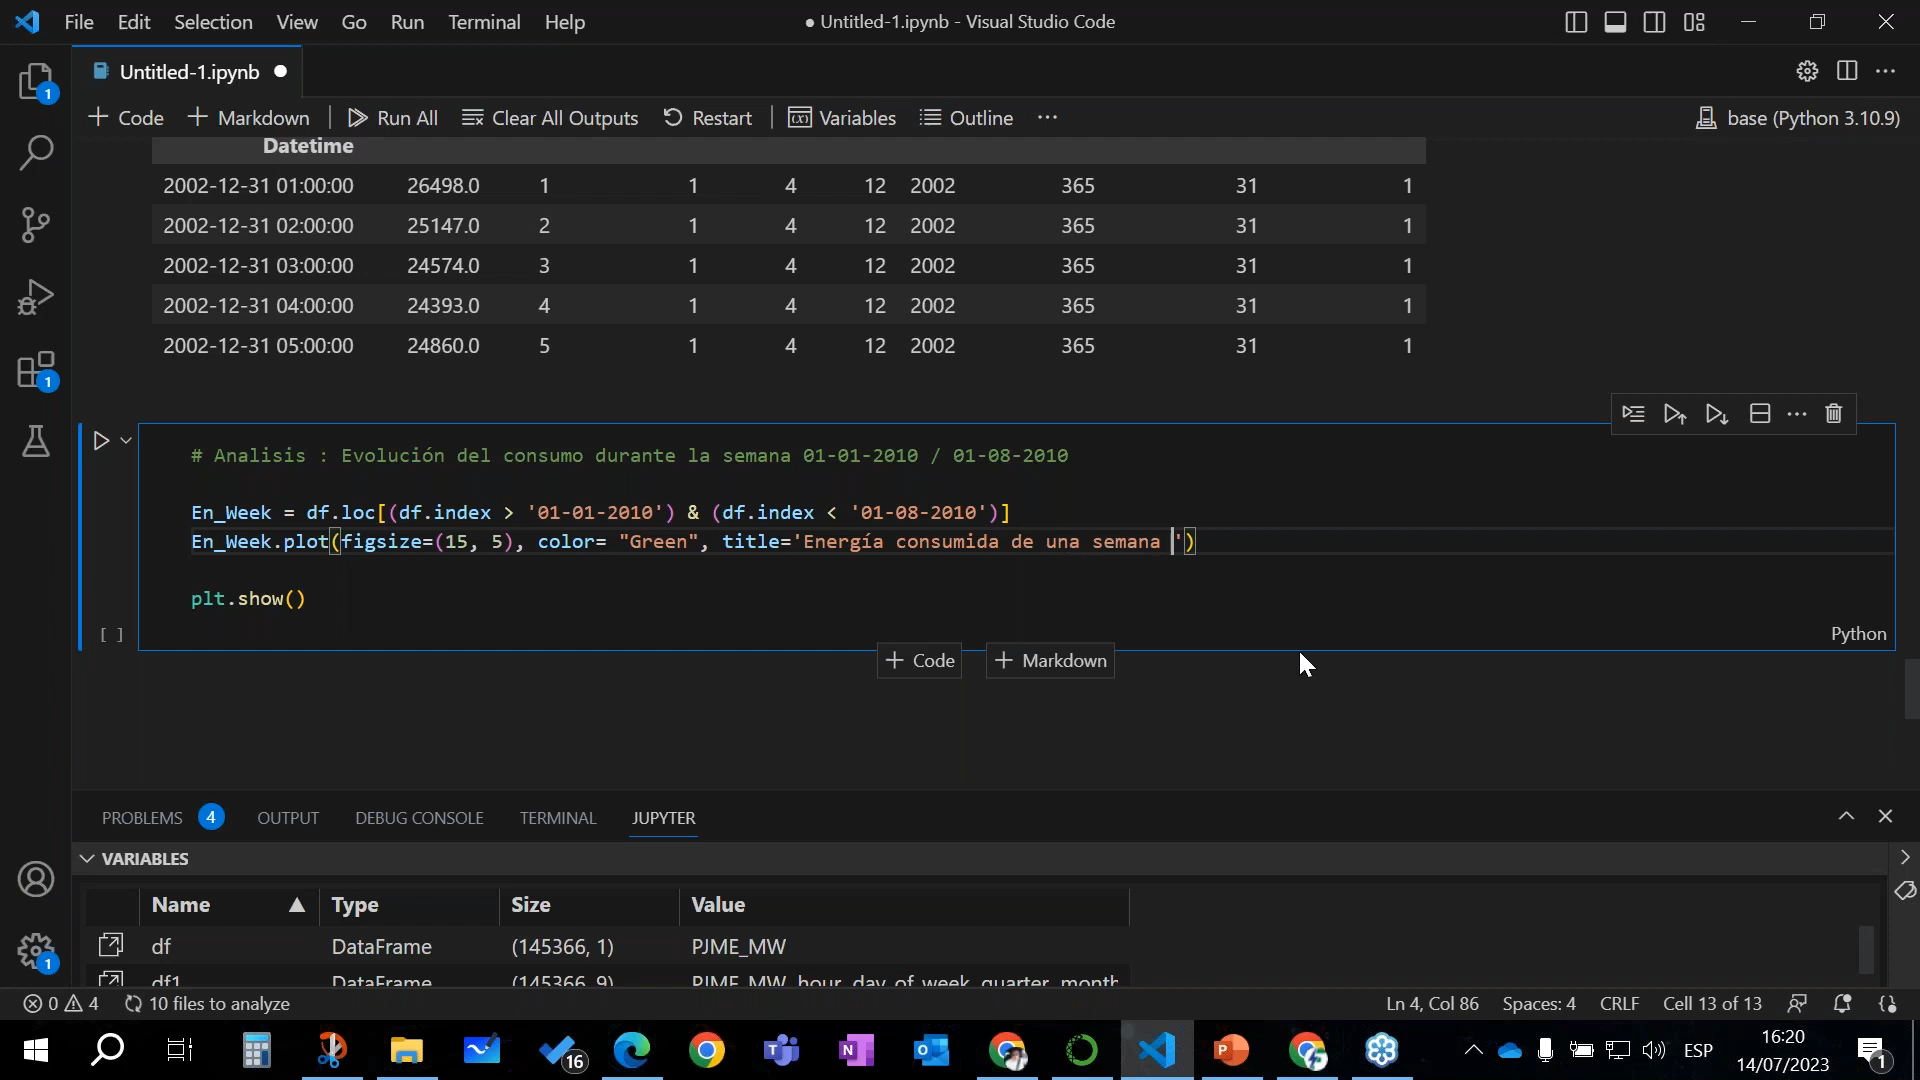 File Edit Selection View Go Run Terminal Help
● Untitled-1.ipynb - Visual Studio Code
1
Untitled-1.ipynb ●
+ Code + Markdown Run All Clear All Outputs Restart Variables Outline ...
base (Python 3.10.9)
Datetime
2002-12-31 01:00:00 26498.0 1 1 4 12 2002 365 31 1
2002-12-31 02:00:00 25147.0 2 1 4 12 2002 365 31 1
2002-12-31 03:00:00 24574.0 3 1 4 12 2002 365 31 1
2002-12-31 04:00:00 24393.0 4 1 4 12 2002 365 31 1
2002-12-31 05:00:00 24860.0 5 1 4 12 2002 365 31 1
1
# Analisis : Evolución del consumo durante la semana 01-01-2010 / 01-08-2010
En_Week = df.loc[(df.index > '01-01-2010') & (df.index < '01-08-2010')]
En_Week.plot(figsize=(15, 5), color= "Green", title='Energía consumida de una semana ')
plt.show()
[ ]
Python
+ Code + Markdown
PROBLEMS 4 OUTPUT DEBUG CONSOLE TERMINAL JUPYTER
VARIABLES
Name Type Size Value
df DataFrame (145366, 1) PJME_MW
df1 DataFrame (145366, 9) PJME_MW hour day_of_week quarter month
1
0 4 10 files to analyze
Ln 4, Col 86 Spaces: 4 CRLF Cell 13 of 13
16
ESP
16:20
14/07/2023
1